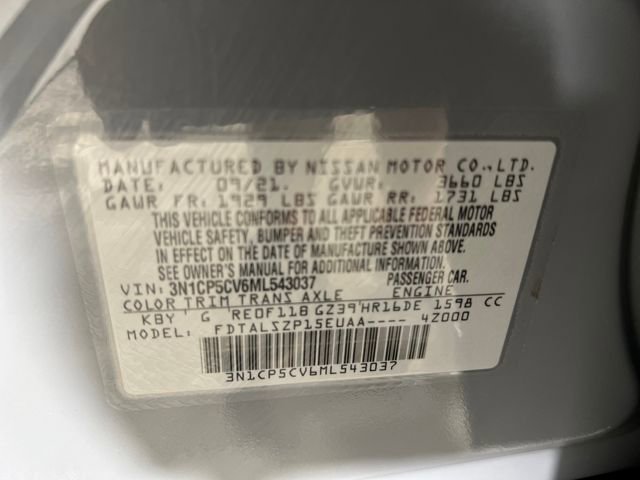 MANUFACTURED BY NISSAN MOTOR CO.,LTD.
DATE: 09/21. GVWR: 3660 LBS
GAWR FR: 1929 LBS GAWR RR: 1731 LBS
THIS VEHICLE CONFORMS TO ALL APPLICABLE FEDERAL MOTOR
VEHICLE SAFETY, BUMPER AND THEFT PREVENTION STANDARDS
IN EFFECT ON THE DATE OF MANUFACTURE SHOWN ABOVE.
SEE OWNER'S MANUAL FOR ADDITIONAL INFORMATION
VIN: 3N1CP5CV6ML543037 PASSENGER CAR.
COLOR TRIM TRANS AXLE ENGINE
KBY G RE0F11B GZ39 HR16DE 1598 CC
MODEL: FDTALSZP15EUAA---- 4Z000
3N1CP5CV6ML543037